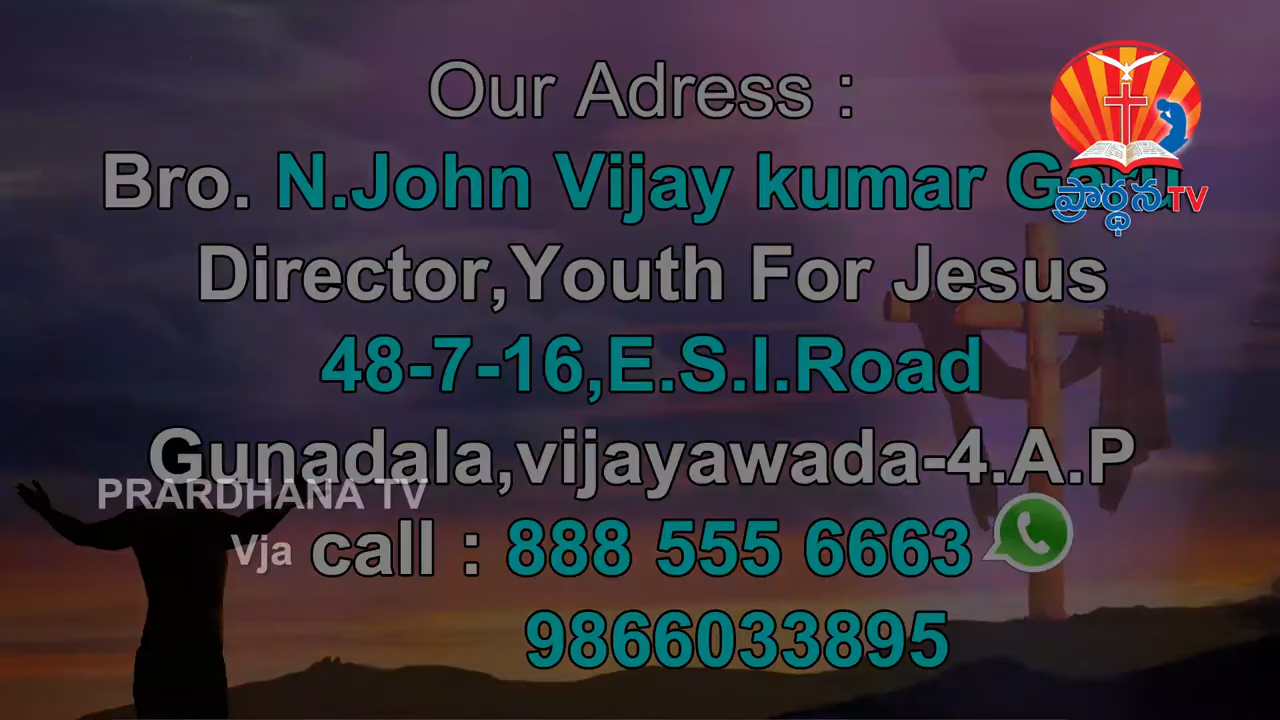 Our Adress :
Bro. N.John Vijay kumar Garu
ప్రార్థన TV
Director,Youth For Jesus
48-7-16,E.S.I.Road
Gunadala,vijayawada-4.A.P
PRARDHANA TV
Vja
call : 888 555 6663
9866033895